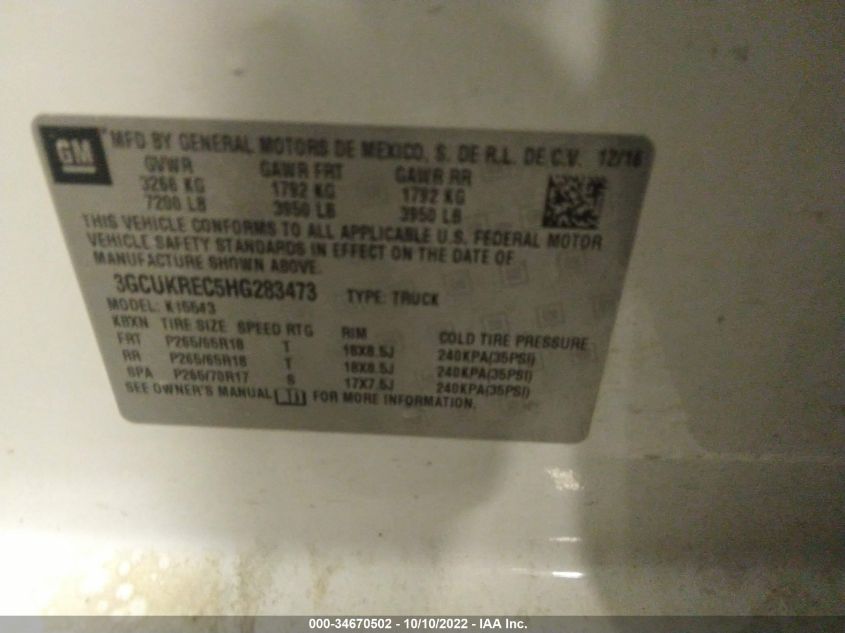 GM
MFD BY GENERAL MOTORS DE MEXICO, S. DE R.L. DE C.V. 12/16
GVWR GAWR FRT GAWR RR
3266 KG 1792 KG 1792 KG
7200 LB 3950 LB 3950 LB
THIS VEHICLE CONFORMS TO ALL APPLICABLE U.S. FEDERAL MOTOR
VEHICLE SAFETY STANDARDS IN EFFECT ON THE DATE OF
MANUFACTURE SHOWN ABOVE.
3GCUKREC5HG283473 TYPE: TRUCK
MODEL: K15543
TIRE SIZE SPEED RTG RIM COLD TIRE PRESSURE
FRT P265/65R18 T 18X8.5J 240KPA(35PSI)
RR P265/65R18 T 18X8.5J 240KPA(35PSI)
SPA P265/70R17 S 17X7.5J 240KPA(35PSI)
SEE OWNER'S MANUAL FOR MORE INFORMATION.
000-34670502 - 10/10/2022 - IAA Inc.